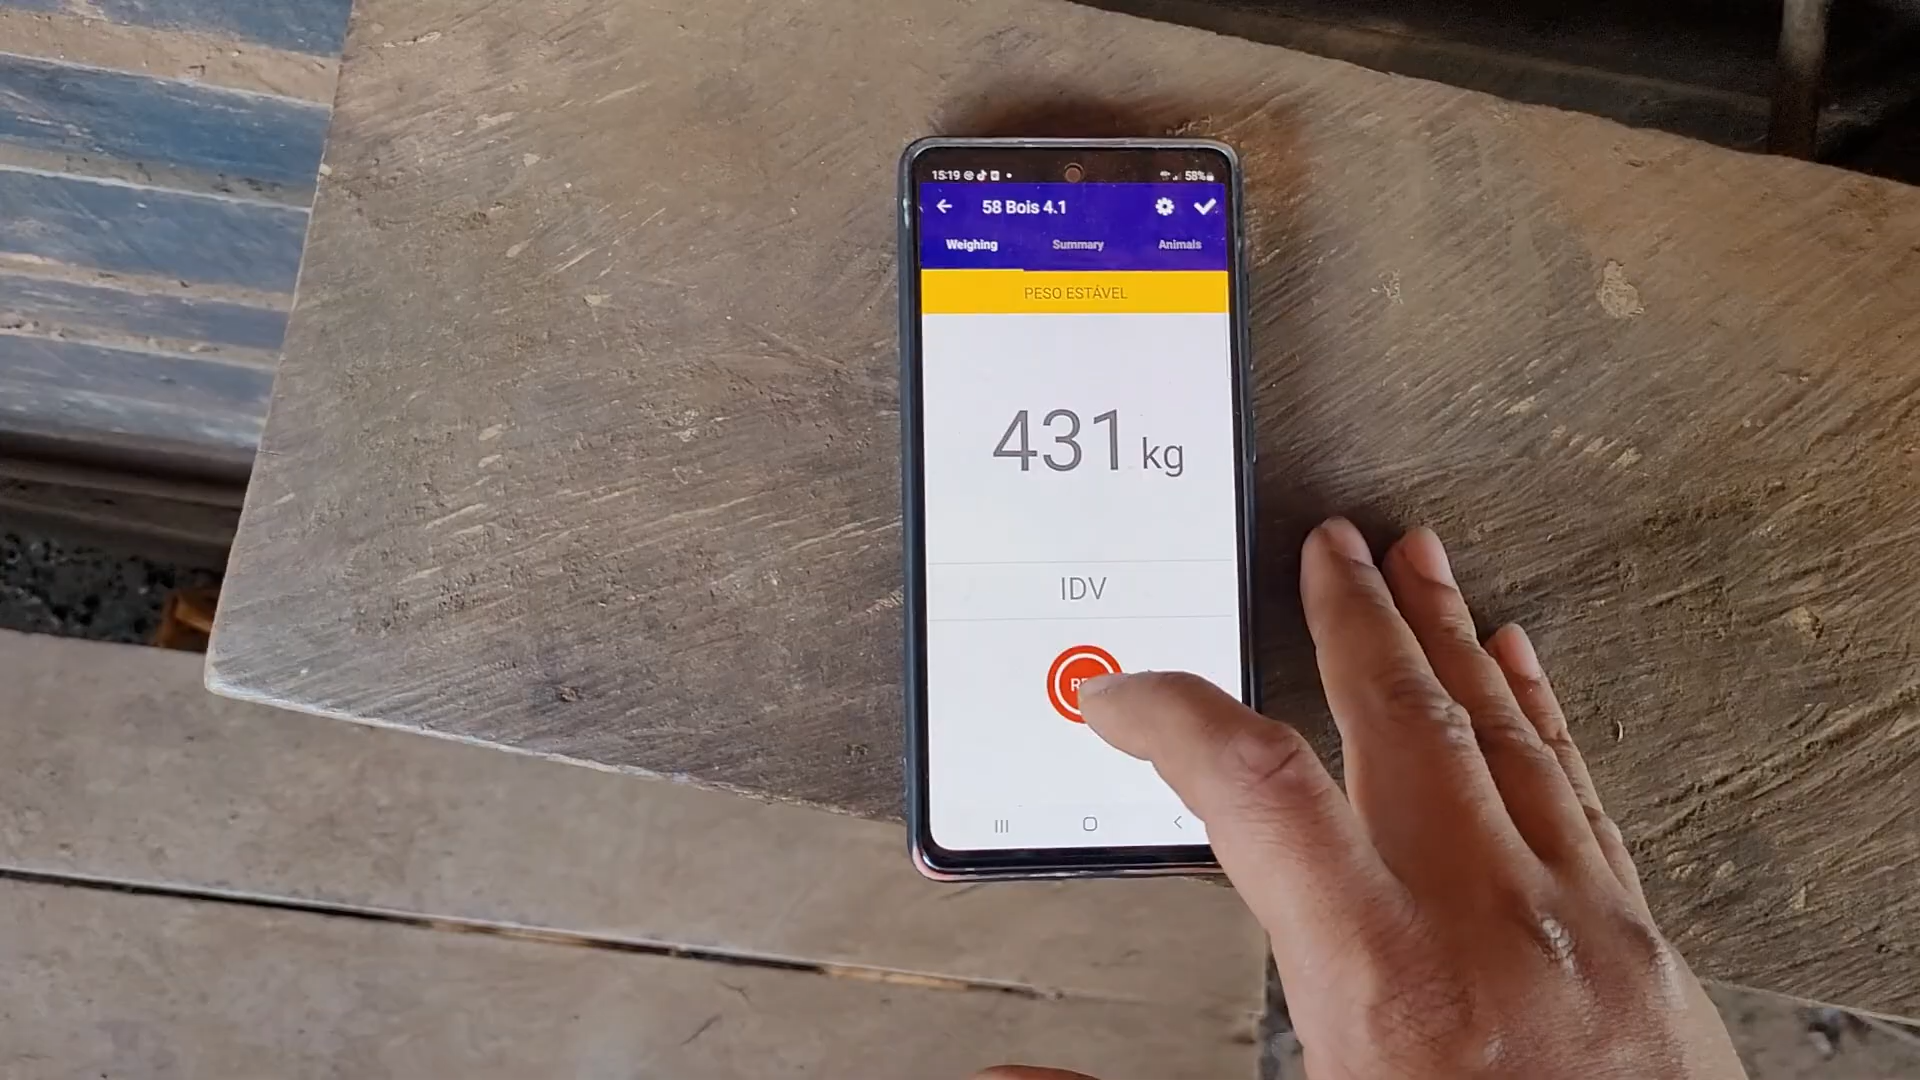 15:19 58%
58 Bois 4.1
Weighing Summary Animals
PESO ESTÁVEL
431 kg
IDV